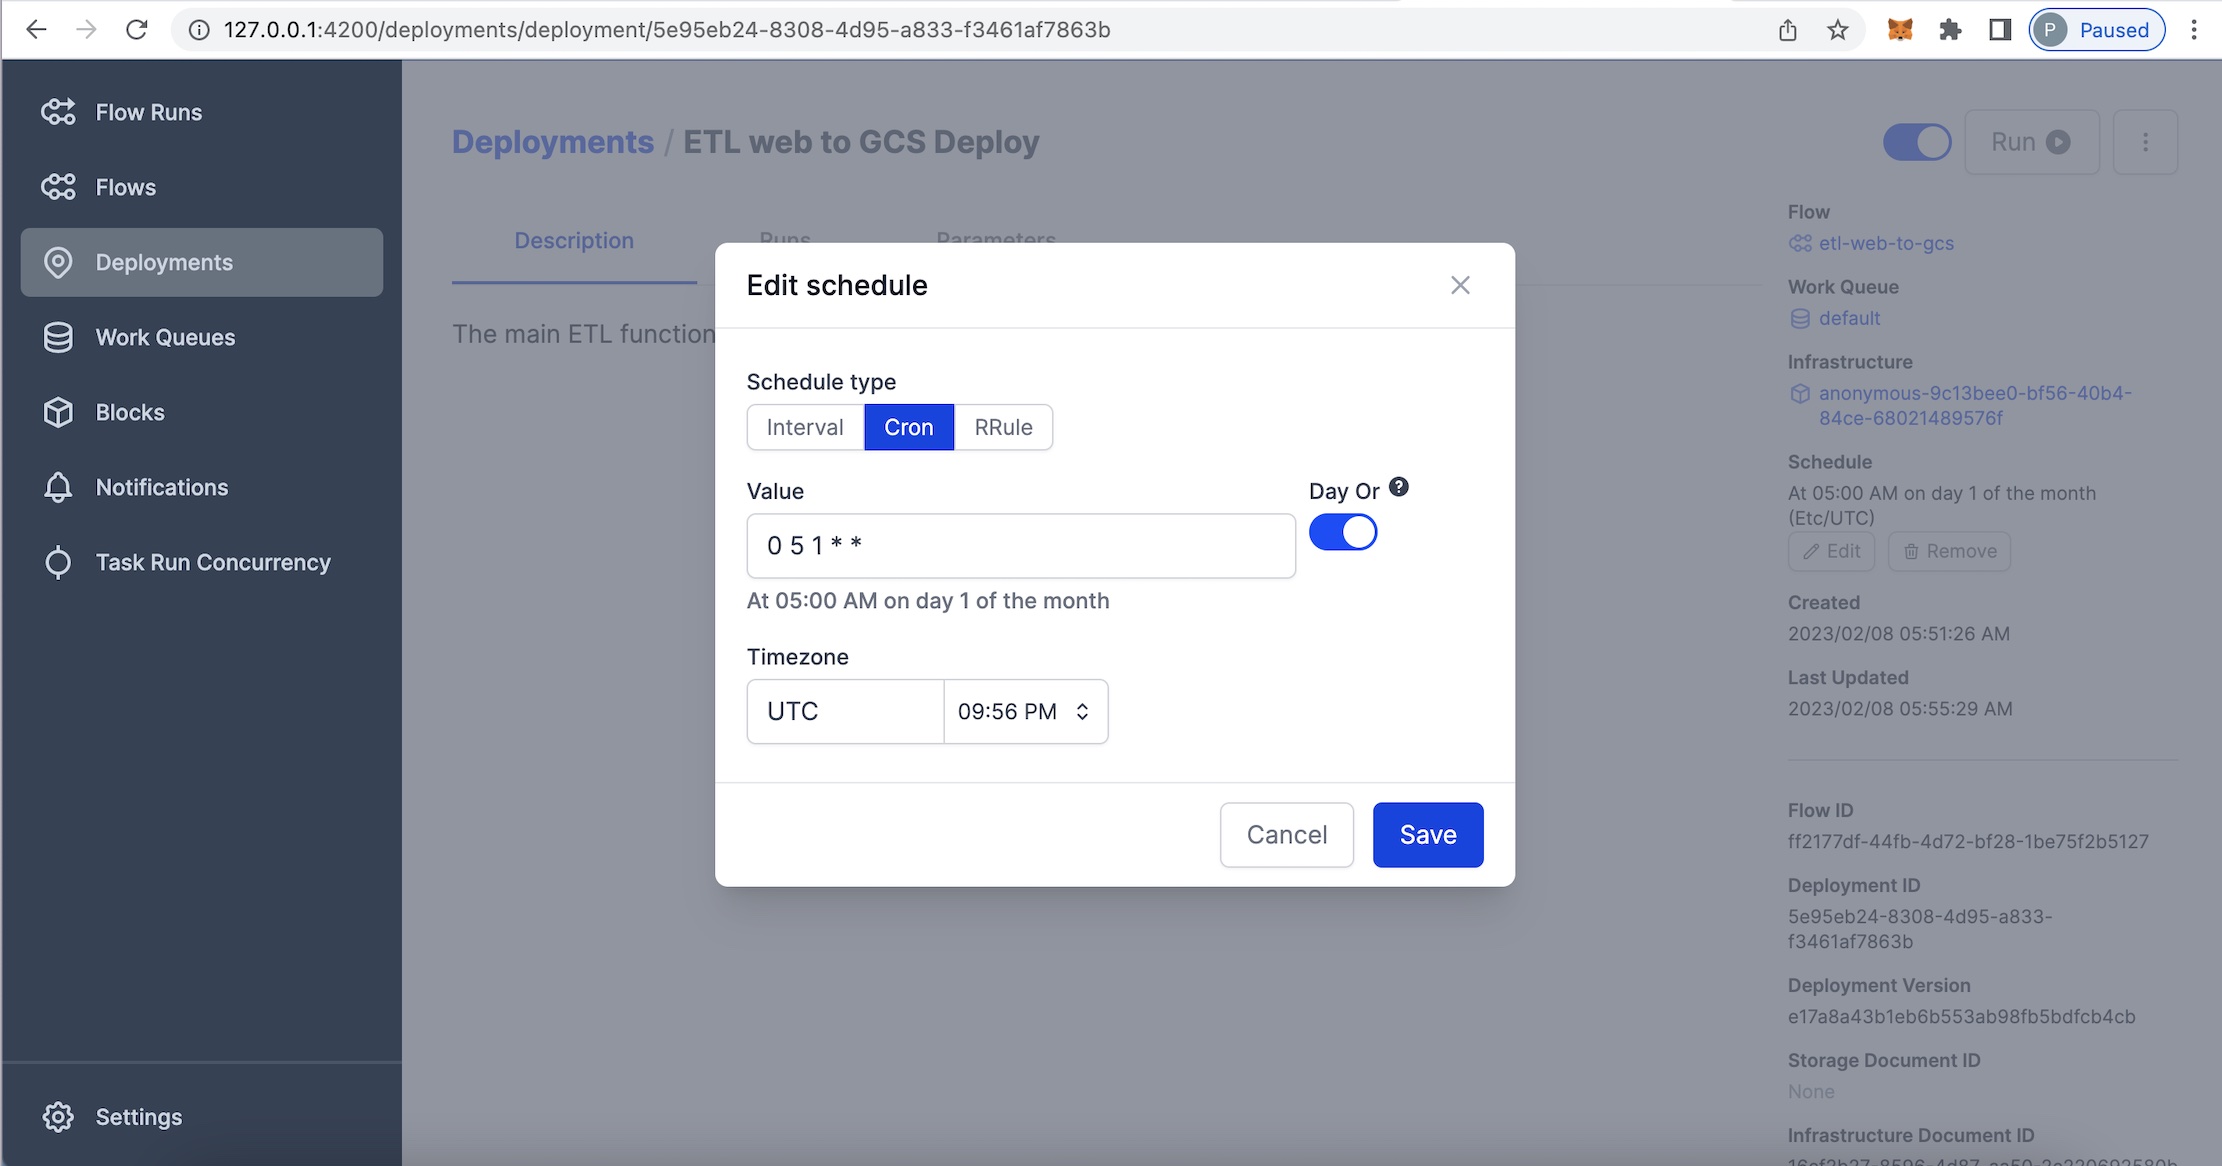 127.0.0.1:4200/deployments/deployment/5e95eb24-8308-4d95-a833-f3461af7863b
P Paused
Flow Runs
Flows
Deployments
Work Queues
Blocks
Notifications
Task Run Concurrency
Settings
Deployments / ETL web to GCS Deploy
Run
Description
Runs
Parameters
The main ETL function
Edit schedule
Schedule type
Interval Cron RRule
Value
Day Or ?
0 5 1 * *
At 05:00 AM on day 1 of the month
Timezone
UTC 09:56 PM
Cancel Save
Flow
etl-web-to-gcs
Work Queue
default
Infrastructure
anonymous-9c13bee0-bf56-40b4-
84ce-68021489576f
Schedule
At 05:00 AM on day 1 of the month
(Etc/UTC)
Edit Remove
Created
2023/02/08 05:51:26 AM
Last Updated
2023/02/08 05:55:29 AM
Flow ID
ff2177df-44fb-4d72-bf28-1be75f2b5127
Deployment ID
5e95eb24-8308-4d95-a833-
f3461af7863b
Deployment Version
e17a8a43b1eb6b553ab98fb5bdfcb4cb
Storage Document ID
None
Infrastructure Document ID